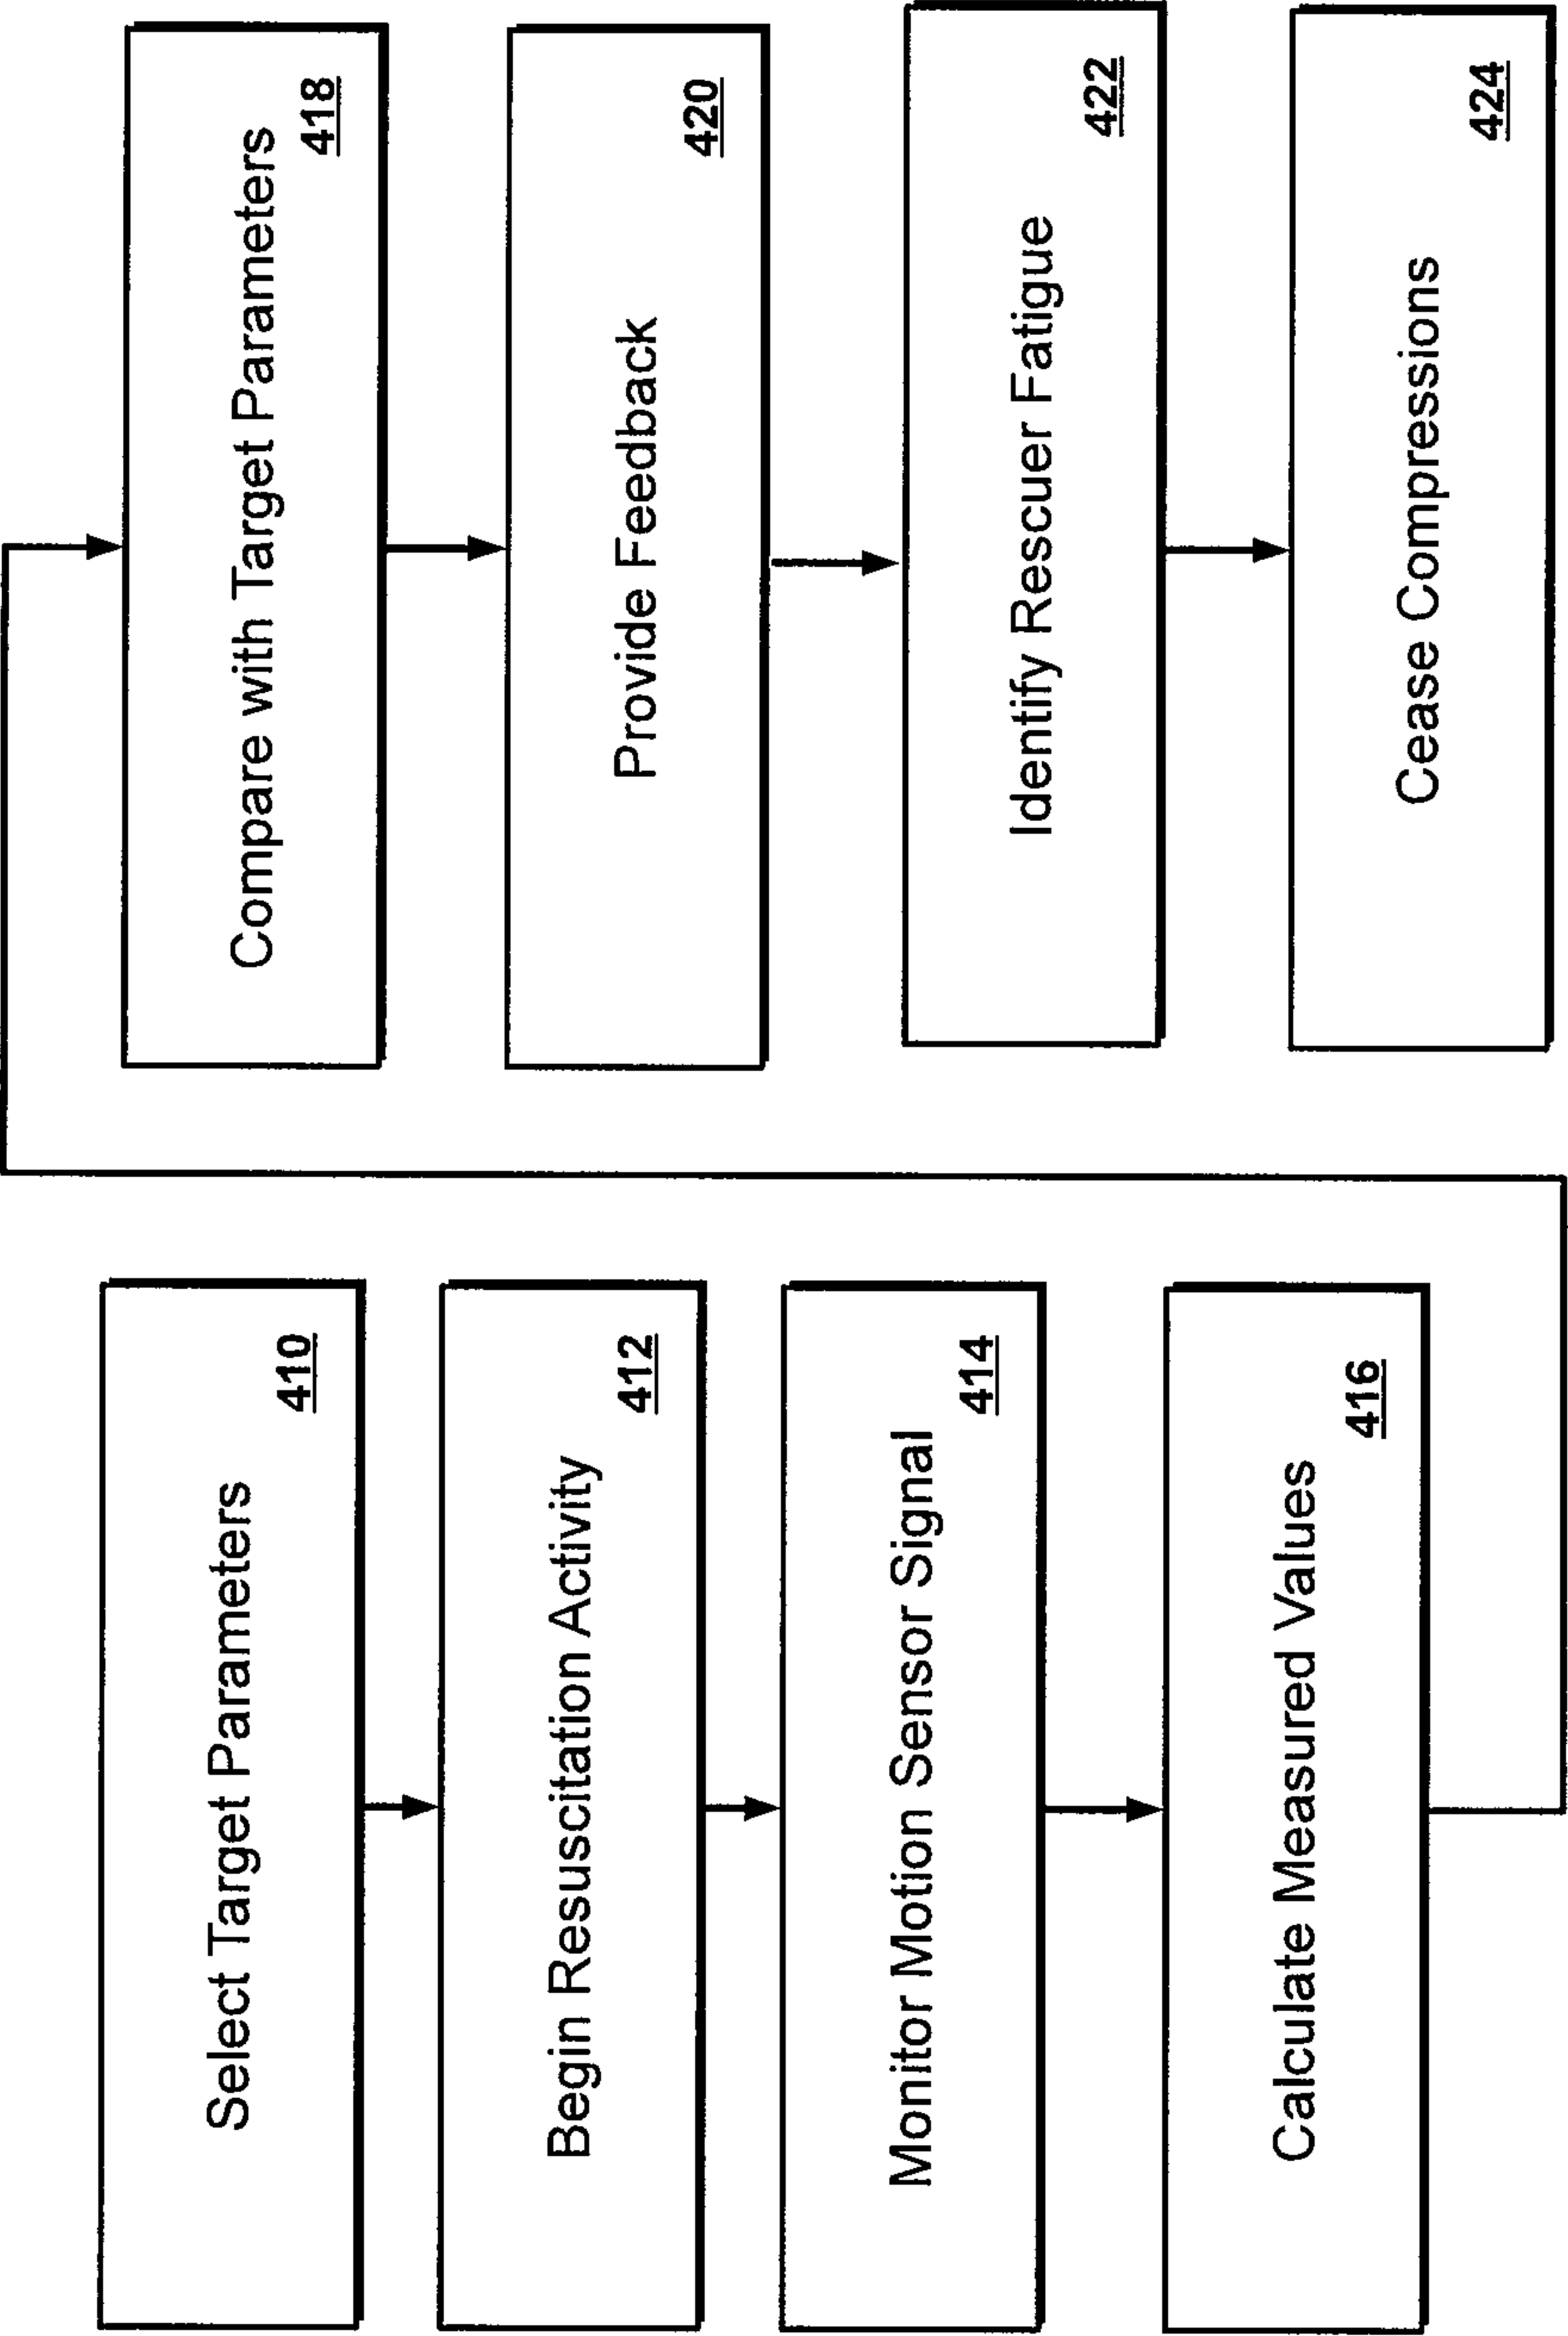 Select Target Parameters
410
Begin Resuscitation Activity
412
Monitor Motion Sensor Signal
414
Calculate Measured Values
416
Compare with Target Parameters
418
Provide Feedback
420
Identify Rescuer Fatigue
422
Cease Compressions
424